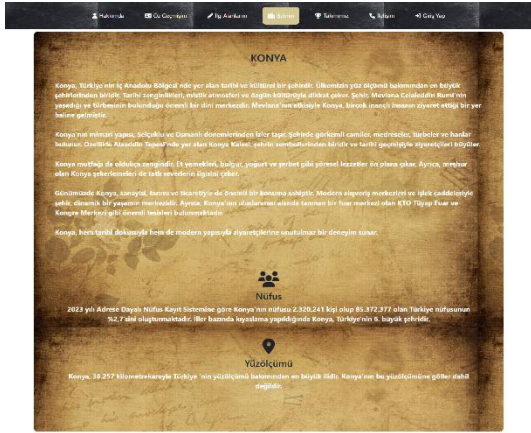 Hakkımda Öz Geçmişim İlgi Alanlarım Şehrim Takımımız İletişim Giriş Yap
KONYA
Konya, Türkiye'nin İç Anadolu Bölgesi'nde yer alan tarihi ve kültürel bir şehirdir. Ülkemizin yüz ölçümü bakımından en büyük
şehirlerinden biridir. Tarihi zenginlikleri, mistik atmosferi ve özgün kültürüyle dikkat çeker. Şehir, Mevlana Celaleddin Rumi'nin
yaşadığı ve türbesinin bulunduğu önemli bir dini merkezdir. Mevlana'nın etkisiyle Konya, birçok inançlı insanın ziyaret ettiği bir yer
haline gelmiştir.
Konya'nın mimari yapısı, Selçuklu ve Osmanlı dönemlerinden izler taşır. Şehirde görkemli camiler, medreseler, türbeler ve hanlar
bulunur. Özellikle Alaeddin Tepesi'nde yer alan Konya Kalesi, şehrin sembollerinden biridir ve tarihi geçmişiyle ziyaretçileri büyüler.
Konya mutfağı da oldukça zengindir. Et yemekleri, bulgur, yoğurt ve şerbet gibi yöresel lezzetler ön plana çıkar. Ayrıca, meşhur
olan Konya şekerlemeleri de tatlı severlerin ilgisini çeker.
Günümüzde Konya, sanayisi, tarımı ve ticaretiyle de önemli bir konuma sahiptir. Modern alışveriş merkezleri ve işlek caddeleriyle
şehir, dinamik bir yaşamın merkezidir. Ayrıca, Konya'nın uluslararası alanda tanınan bir fuar merkezi olan KTO Tüyap Fuar ve
Kongre Merkezi gibi önemli tesisleri bulunmaktadır.
Konya, hem tarihi dokusuyla hem de modern yapısıyla ziyaretçilerine unutulmaz bir deneyim sunar.
Nüfus
2023 yılı Adrese Dayalı Nüfus Kayıt Sistemine göre Konya'nın nüfusu 2.320.241 kişi olup 85.372.377 olan Türkiye nüfusunun
%2,7'sini oluşturmaktadır. İller bazında kıyaslama yapıldığında Konya, Türkiye'nin 6. büyük şehridir.
Yüzölçümü
Konya, 38.257 kilometrekareyle Türkiye 'nin yüzölçümü bakımından en büyük ilidir. Konya'nın bu yüzölçümüne göller dahil
değildir.